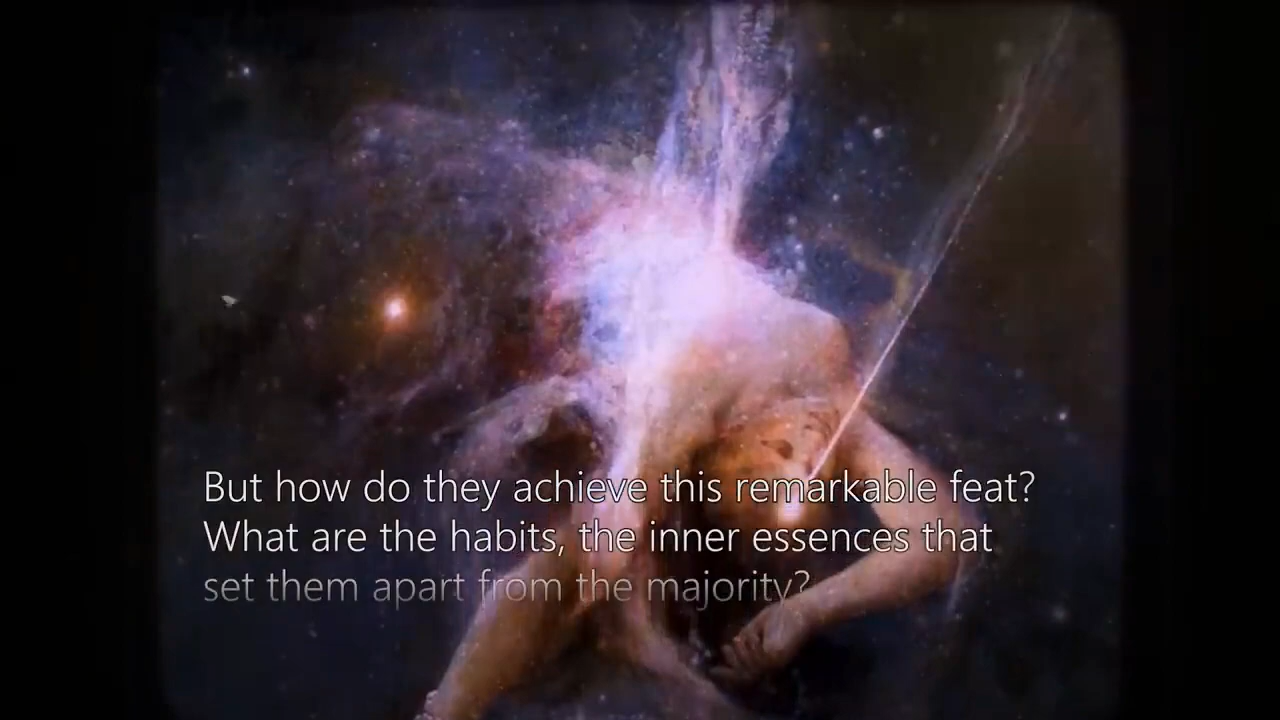 But how do they achieve this remarkable feat?
What are the habits, the inner essences that
set them apart from the majority?